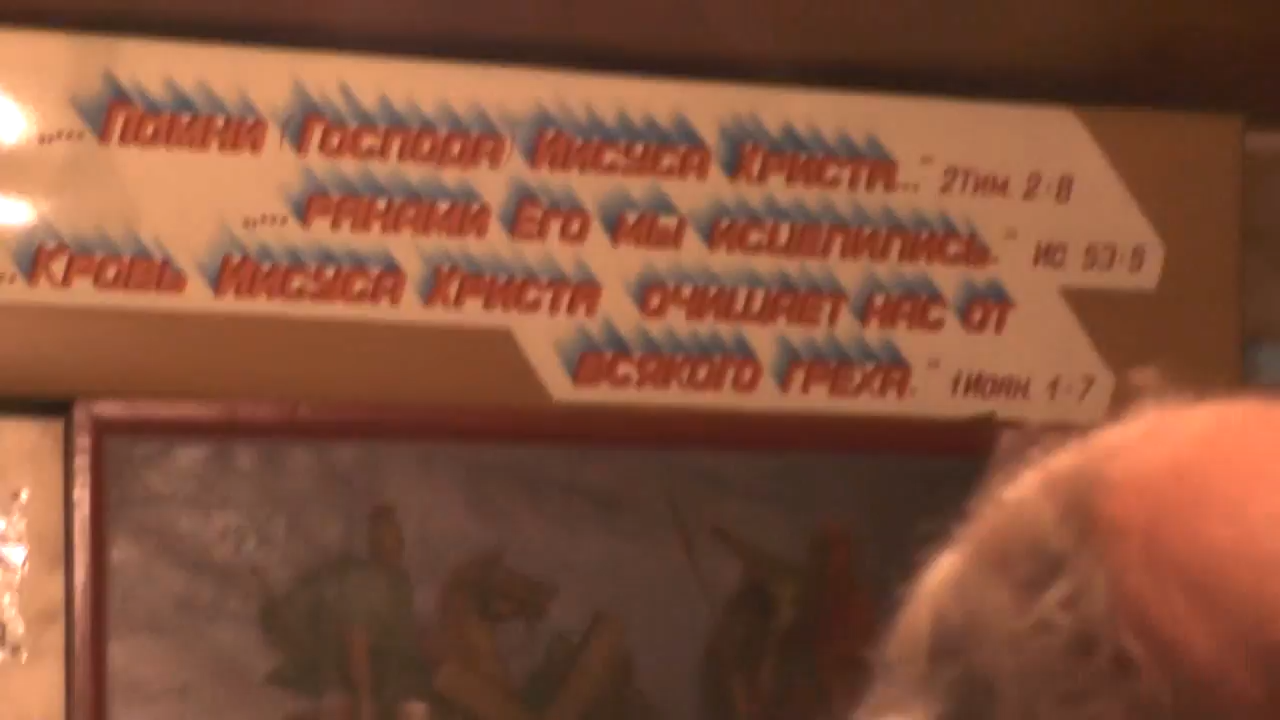 „... Помни (Господа) Иисуса Христа..." 2Тим. 2-8
„... ранами Его мы исцелились." Ис 53-5
.. Кровь Иисуса Христа очищает нас от
всякого греха." 1Иоан. 1-7